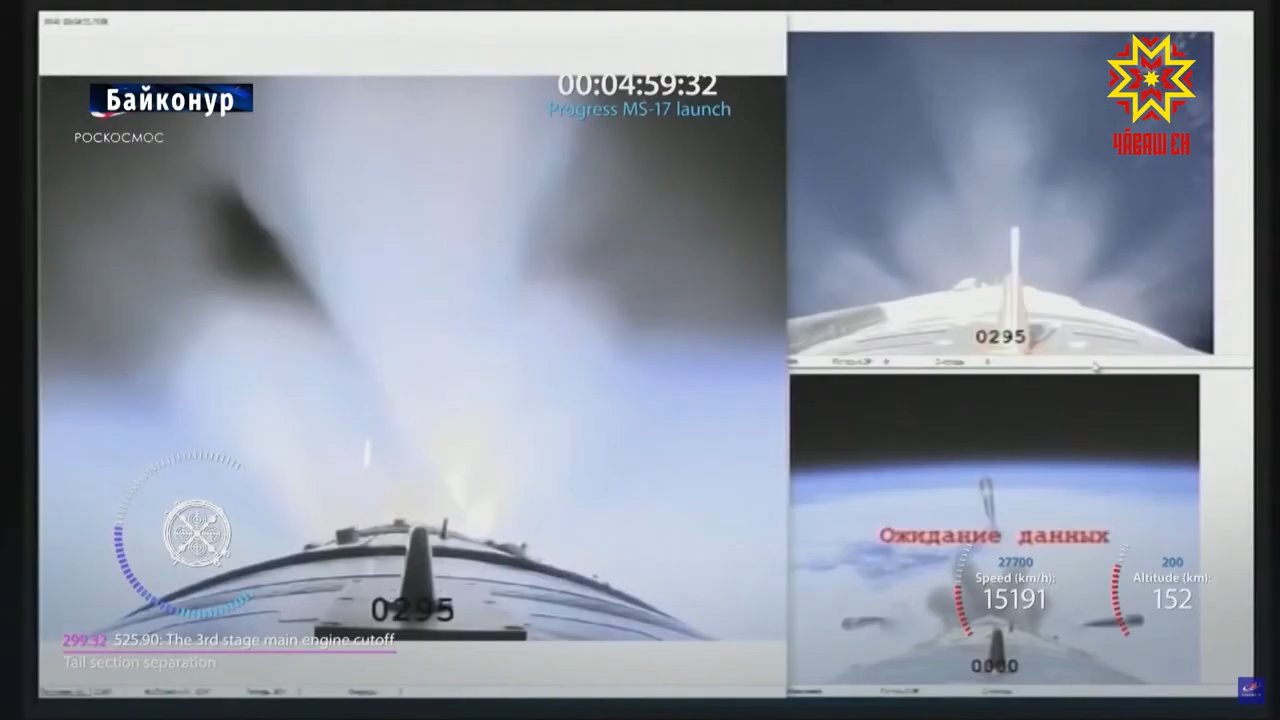 Байконур
РОСКОСМОС
00:04:59:32
Progress MS-17 launch
ЧӐВАШ ЕН
0295
0295
299.32 525.90: The 3rd stage main engine cutoff
Tail section separation
Ожидание данных
27700
Speed (km/h):
15191
200
Altitude (km):
152
0000